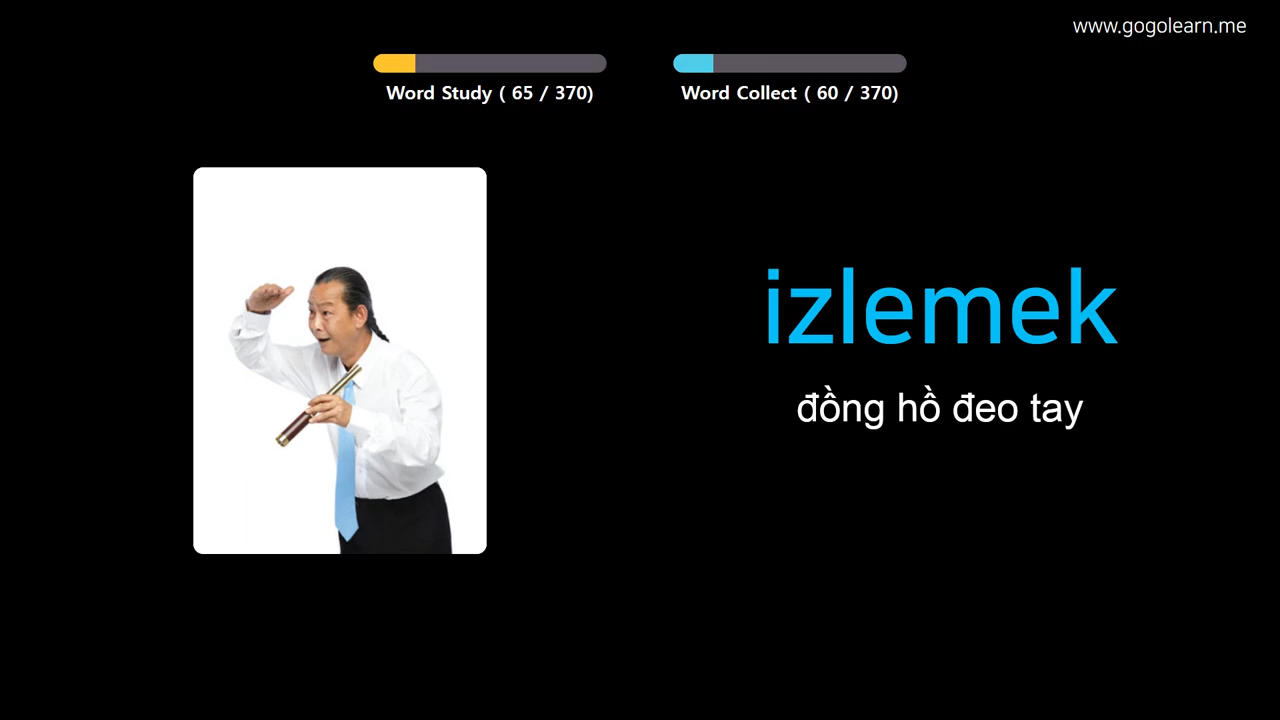 www.gogolearn.me
Word Study ( 65 / 370)
Word Collect ( 60 / 370)
izlemek
đồng hồ đeo tay